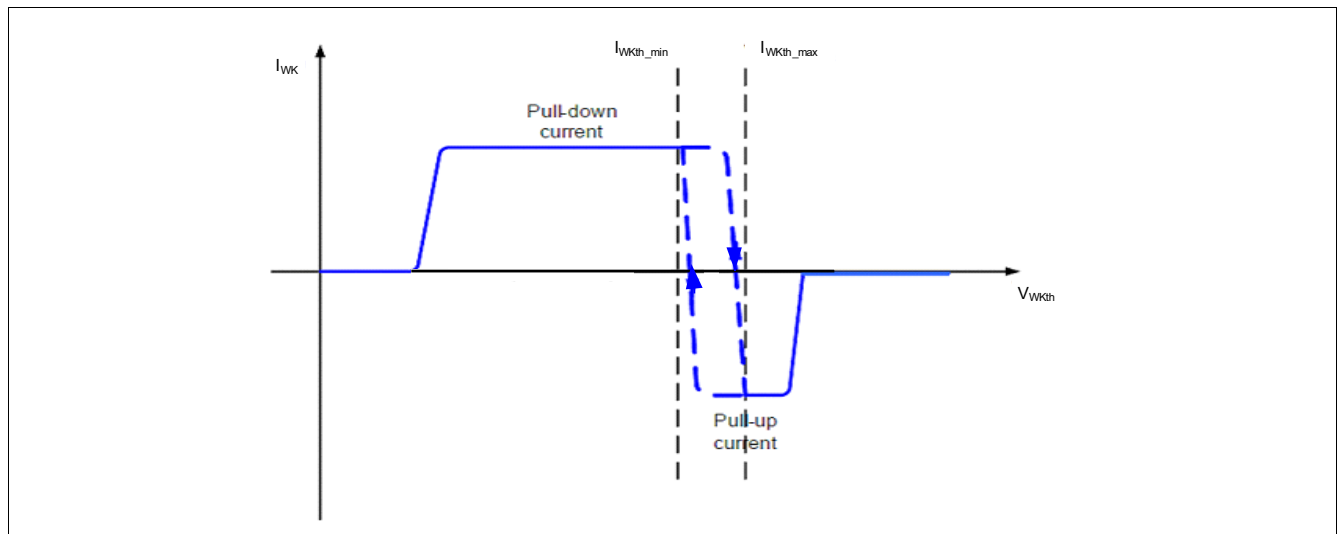 I_WKth_min
I_WKth_max
I_WK
Pull-down
current
V_WKth
Pull-up
current